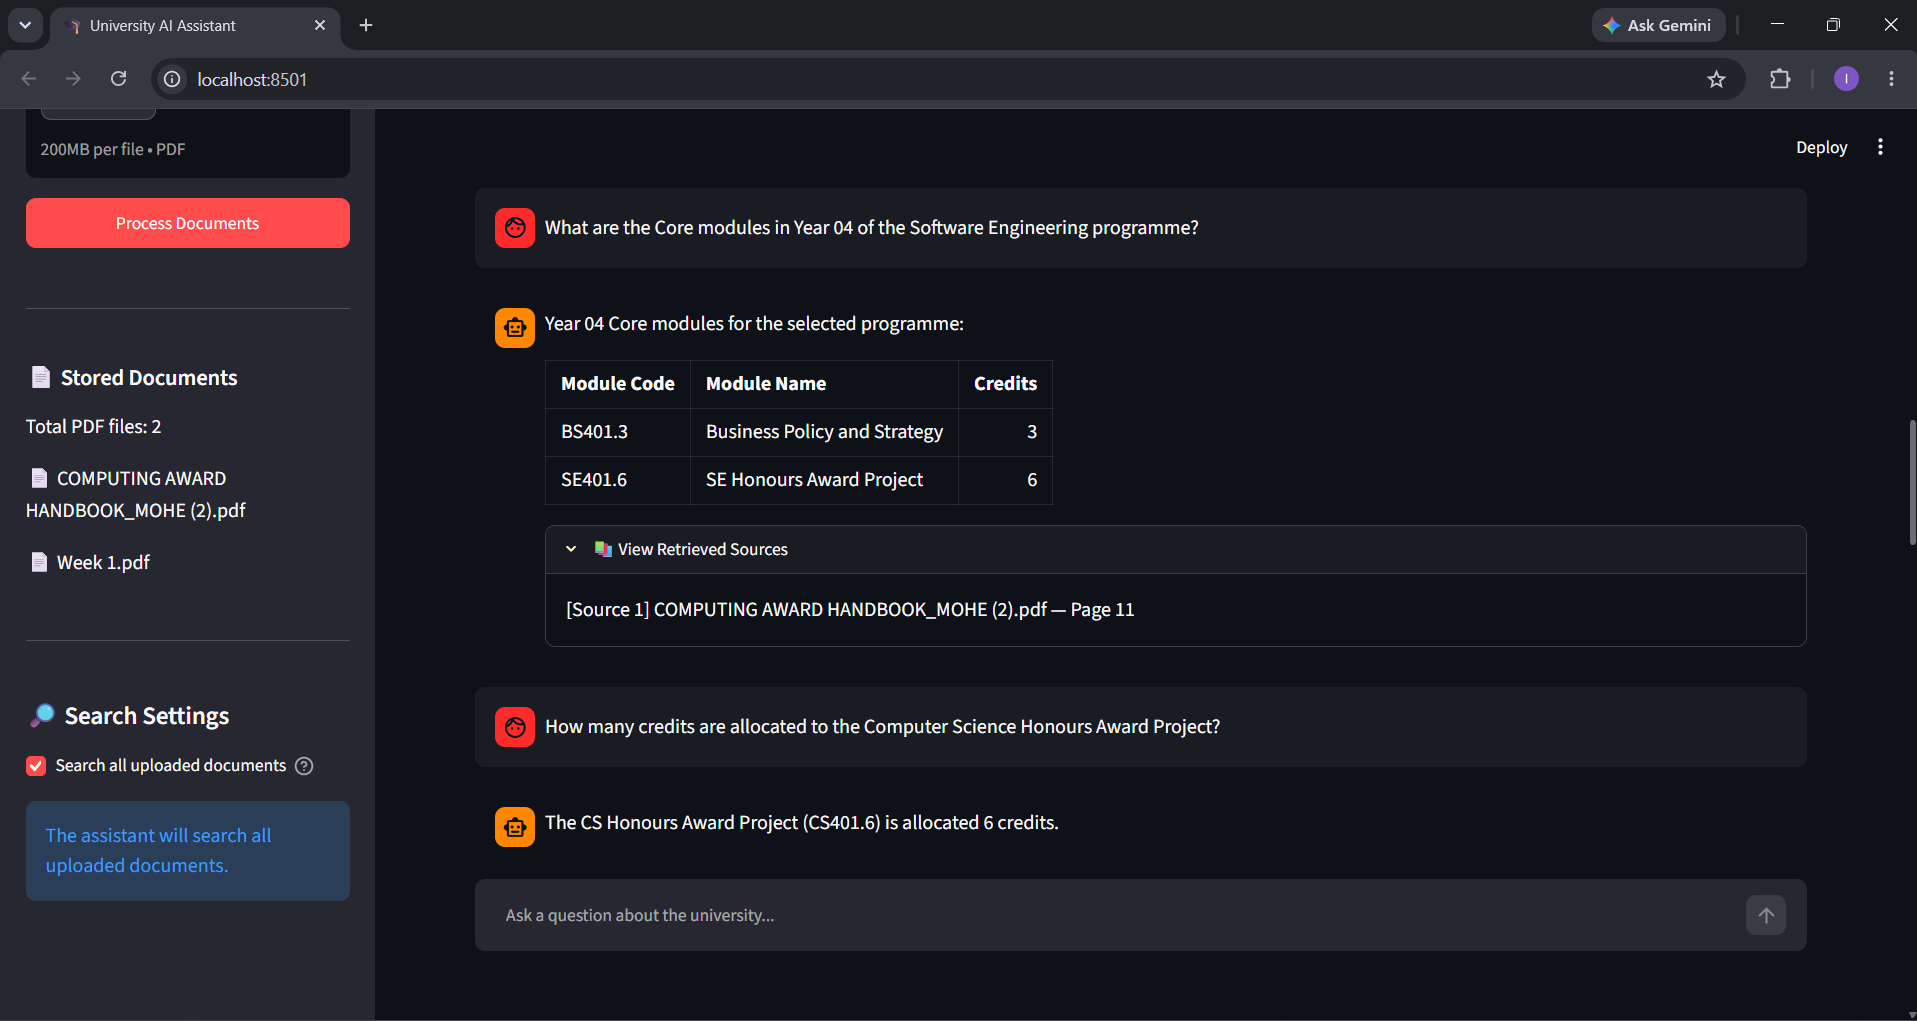 University AI Assistant
Ask Gemini
localhost:8501
I
200MB per file • PDF
Process Documents
Stored Documents
Total PDF files: 2
COMPUTING AWARD
HANDBOOK_MOHE (2).pdf
Week 1.pdf
Search Settings
Search all uploaded documents
The assistant will search all
uploaded documents.
Deploy
What are the Core modules in Year 04 of the Software Engineering programme?
Year 04 Core modules for the selected programme:
Module Code Module Name Credits
BS401.3 Business Policy and Strategy 3
SE401.6 SE Honours Award Project 6
View Retrieved Sources
[Source 1] COMPUTING AWARD HANDBOOK_MOHE (2).pdf — Page 11
How many credits are allocated to the Computer Science Honours Award Project?
The CS Honours Award Project (CS401.6) is allocated 6 credits.
Ask a question about the university...